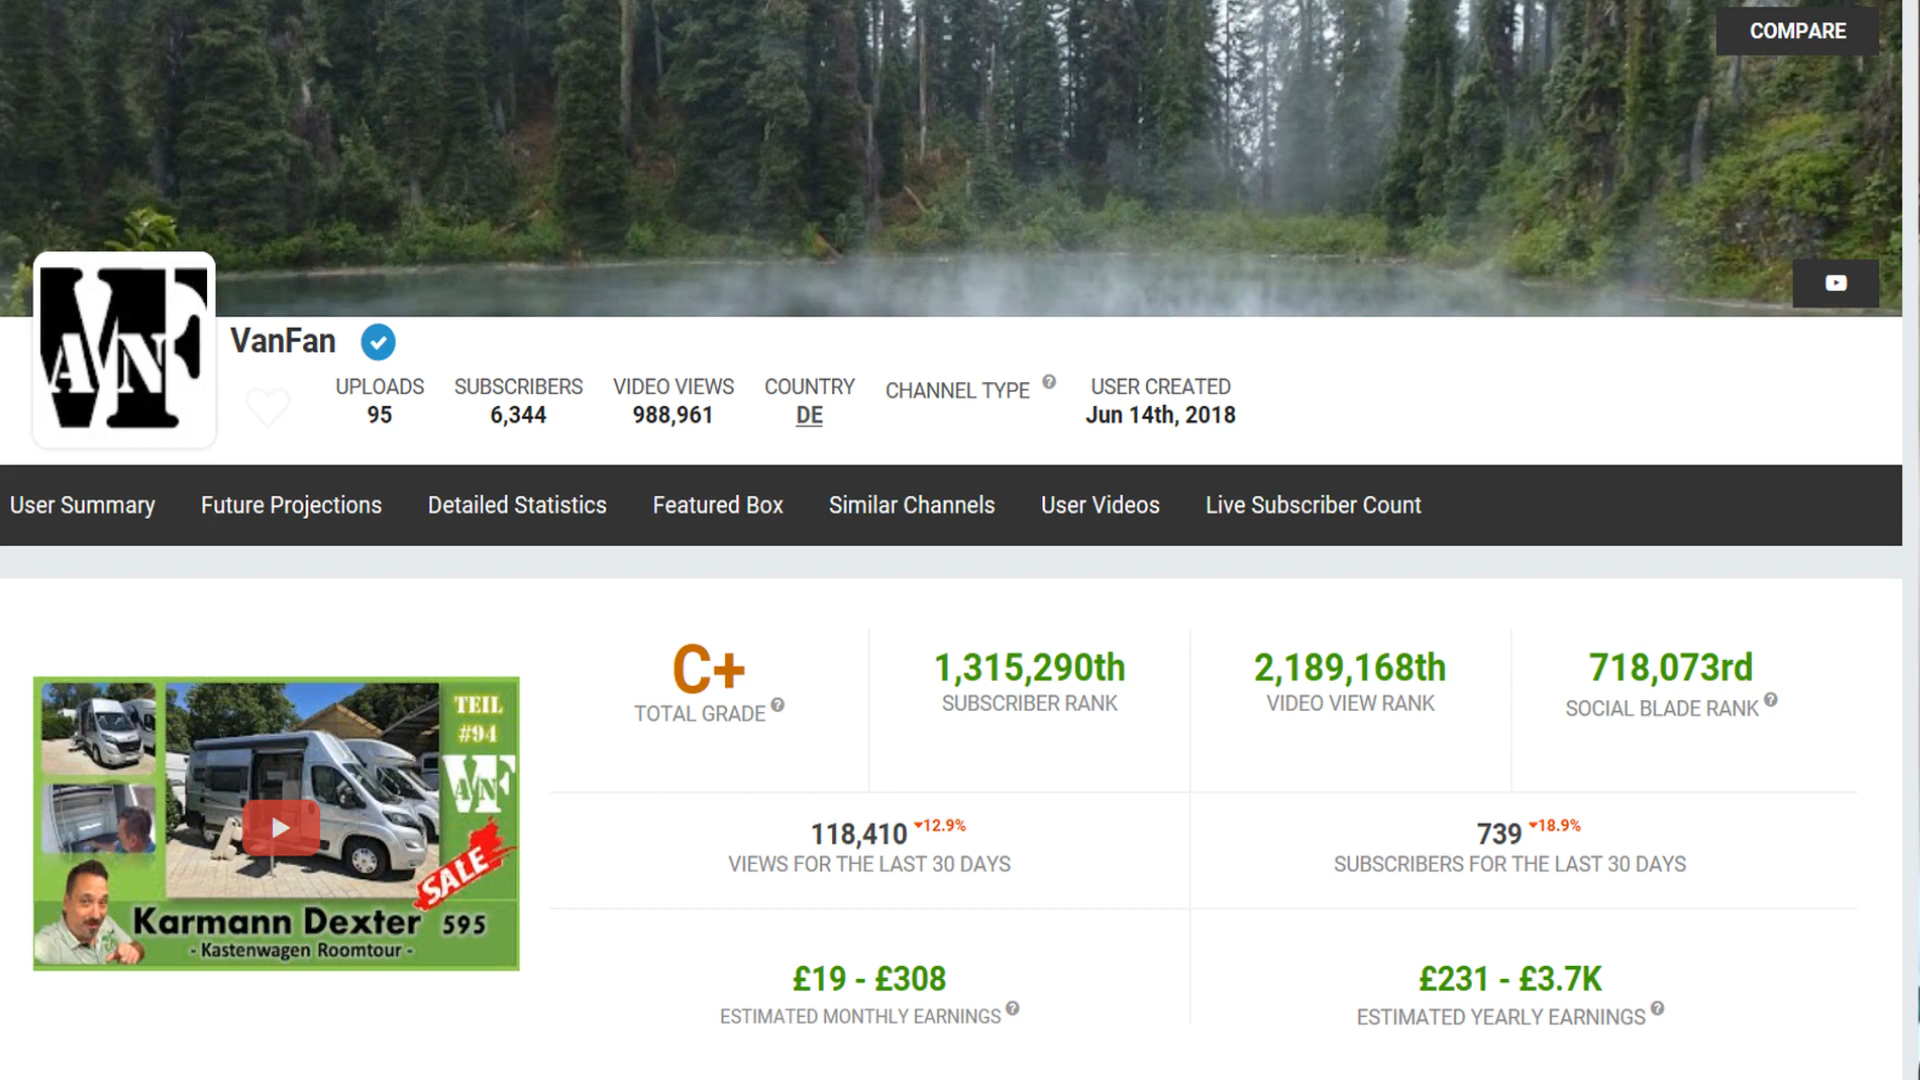 COMPARE
VANF
VanFan
UPLOADS SUBSCRIBERS VIDEO VIEWS COUNTRY CHANNEL TYPE ? USER CREATED
95 6,344 988,961 DE Jun 14th, 2018
User Summary Future Projections Detailed Statistics Featured Box Similar Channels User Videos Live Subscriber Count
C+ 1,315,290th 2,189,168th 718,073rd
TOTAL GRADE ? SUBSCRIBER RANK VIDEO VIEW RANK SOCIAL BLADE RANK ?
TEIL
#94
VANF
SALE
Karmann Dexter 595
- Kastenwagen Roomtour -
118,410 12.9% 739 18.9%
VIEWS FOR THE LAST 30 DAYS SUBSCRIBERS FOR THE LAST 30 DAYS
£19 - £308 £231 - £3.7K
ESTIMATED MONTHLY EARNINGS ? ESTIMATED YEARLY EARNINGS ?